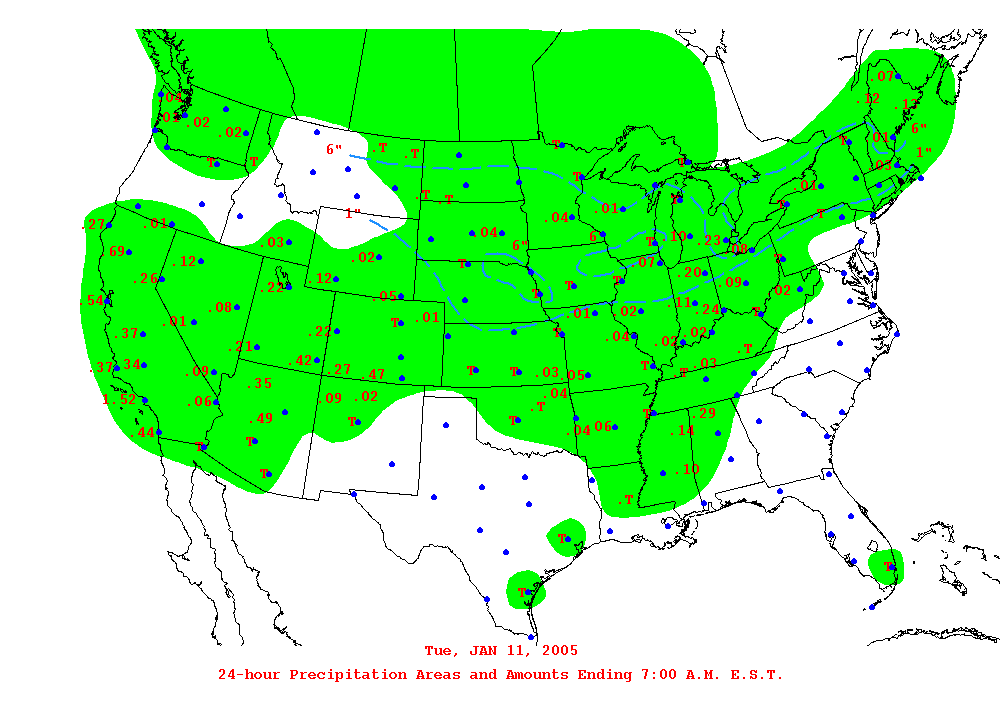 .07
.04 .12 .12
.01 .02 6"
.02 T .01
6" .T .T T 1"
T T T T .03
.T .T T .01
1" .04 .01 T T T
.27 .01
.69 .03 .04 6" 6 T .10 .23 .08
.12 .02 T .07 T
.26 .22 .12 T T .20 .09 .02
.54 .05 T .11 .24
.08 .01 .01 .02 T
.01 T
.37 .21 .22 T .04 .02 .02 .T
.37 .34 .42 .27 .47 T T .03 .05 T .T .03
.09 .35
1.52 .06 .09 .02 .04
.49 T T .T T .29
.44 T T .04 06 .14
T .10
.T
T T
T
Tue, JAN 11, 2005
24-hour Precipitation Areas and Amounts Ending 7:00 A.M. E.S.T.